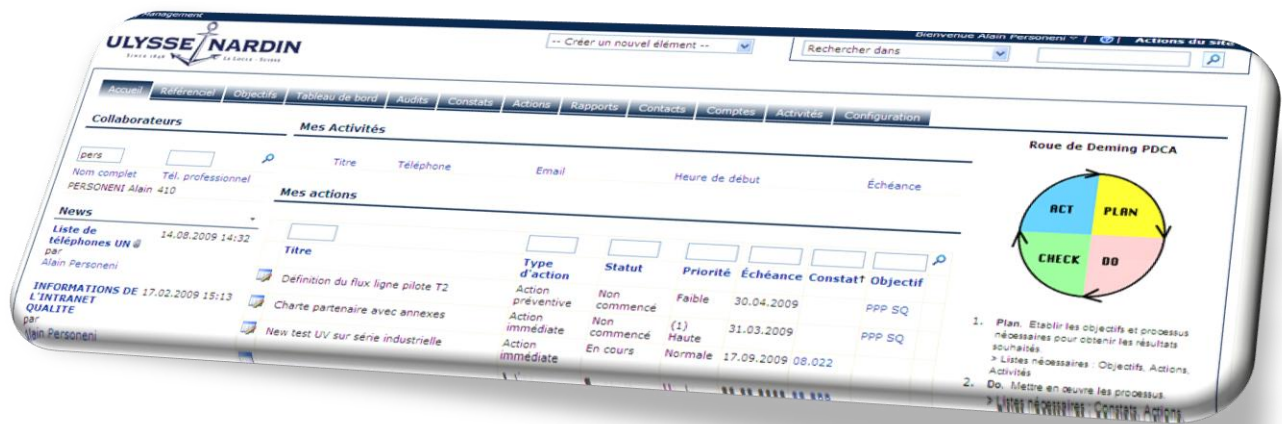 Management
Bienvenue Alain Personeni | Actions du site
ULYSSE NARDIN
SINCE 1846 LE LOCLE - SUISSE
-- Créer un nouvel élément --
Rechercher dans
Accueil Référenciel Objectifs Tableau de bord Audits Constats Actions Rapports Contacts Comptes Activités Configuration
Collaborateurs
pers
Nom complet Tél. professionnel
PERSONENI Alain 410
News
Liste de 14.08.2009 14:32
téléphones UN
par
Alain Personeni
INFORMATIONS DE 17.02.2009 15:13
L'INTRANET
QUALITE
par
Alain Personeni
Mes Activités
Titre Téléphone Email Heure de début Échéance
Mes actions
Titre Type d'action Statut Priorité Échéance Constat↑ Objectif
Définition du flux ligne pilote T2 Action préventive Non commencé Faible 30.04.2009 PPP SQ
Charte partenaire avec annexes Action immédiate Non commencé (1) Haute 31.03.2009 PPP SQ
New test UV sur série industrielle Action immédiate En cours Normale 17.09.2009 08.022
Roue de Deming PDCA
ACT PLAN
CHECK DO
1. Plan. Etablir les objectifs et processus
nécessaires pour obtenir les résultats
souhaités.
> Listes nécessaires : Objectifs, Actions,
Activités
2. Do. Mettre en œuvre les processus.
> Listes nécessaires : Constats, Actions,